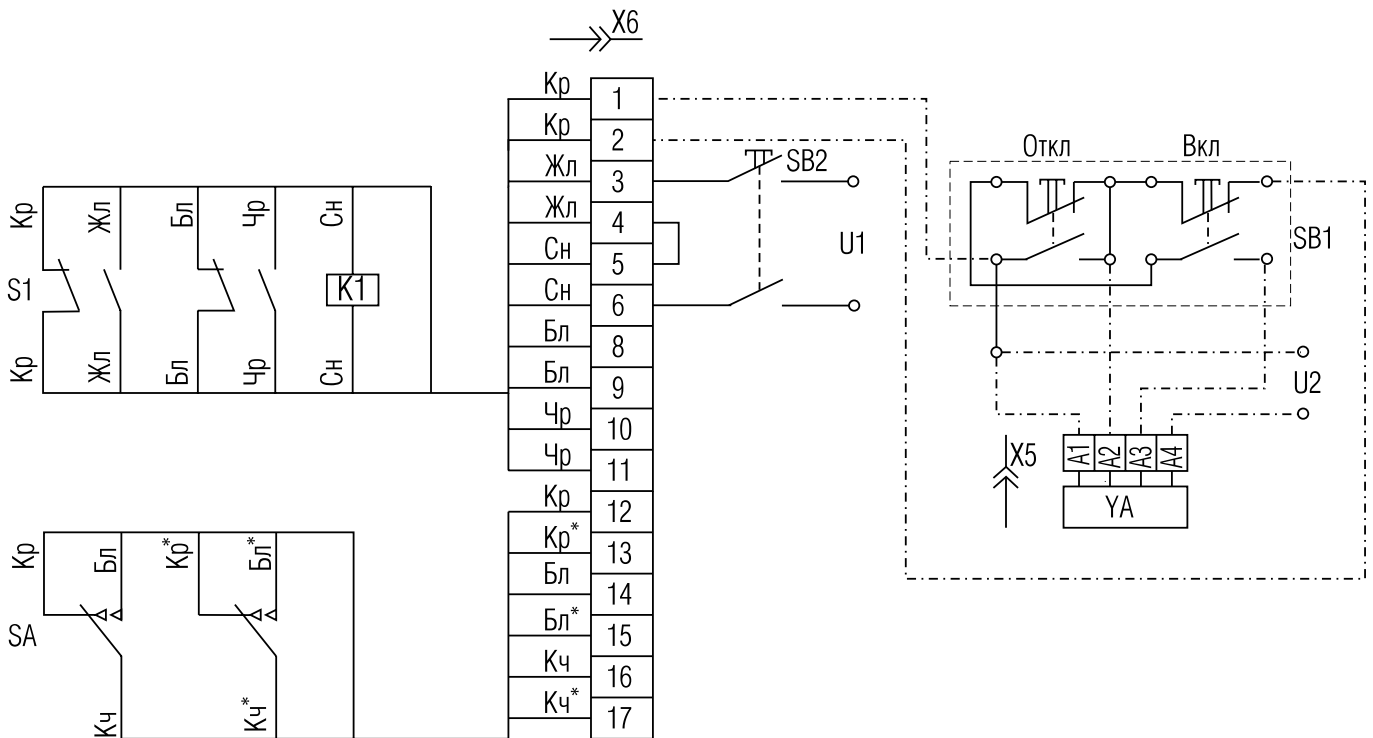 X6
Кр 1
Кр 2
Жл 3
Жл 4
Сн 5
Сн 6
Бл 8
Бл 9
Чр 10
Чр 11
Кр 12
Кр* 13
Бл 14
Бл* 15
Кч 16
Кч* 17
Кр Жл Бл Чр Сн
S1 K1
Кр Жл Бл Чр Сн
Кр Бл Кр* Бл*
SA
Кч Кч*
SB2
U1
Откл Вкл
SB1
U2
X5
A1 A2 A3 A4
YA